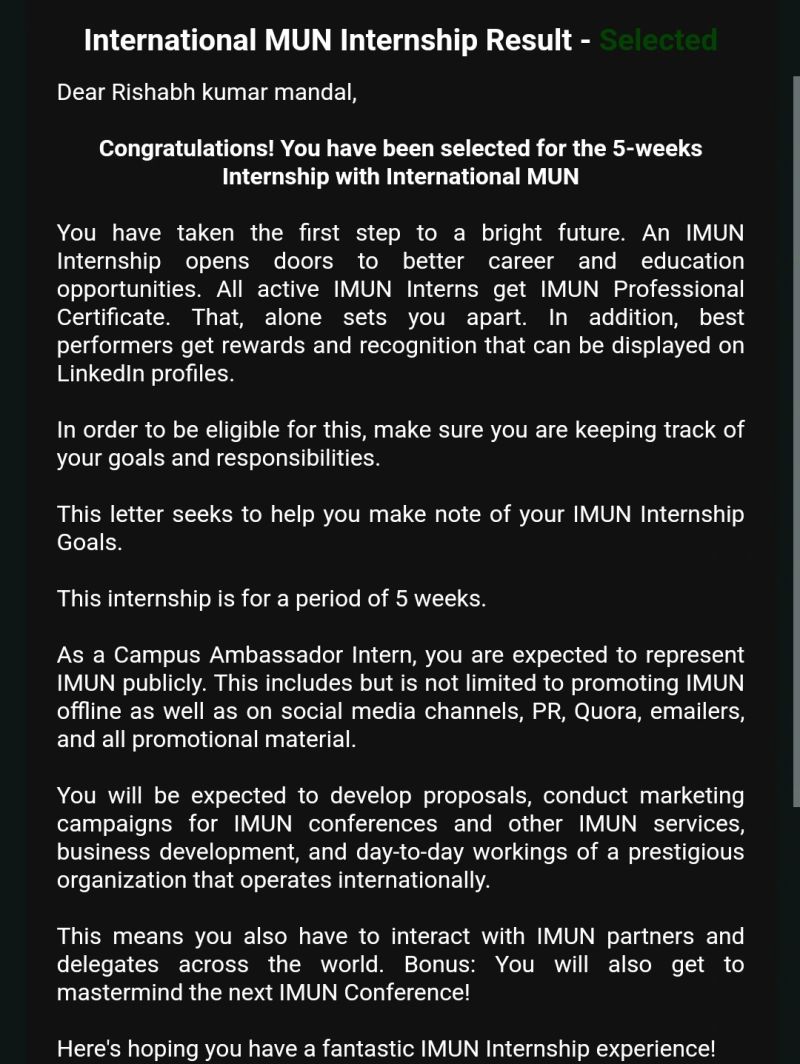 International MUN Internship Result - Selected
Dear Rishabh kumar mandal,
Congratulations! You have been selected for the 5-weeks
Internship with International MUN
You have taken the first step to a bright future. An IMUN
Internship opens doors to better career and education
opportunities. All active IMUN Interns get IMUN Professional
Certificate. That, alone sets you apart. In addition, best
performers get rewards and recognition that can be displayed on
LinkedIn profiles.
In order to be eligible for this, make sure you are keeping track of
your goals and responsibilities.
This letter seeks to help you make note of your IMUN Internship
Goals.
This internship is for a period of 5 weeks.
As a Campus Ambassador Intern, you are expected to represent
IMUN publicly. This includes but is not limited to promoting IMUN
offline as well as on social media channels, PR, Quora, emailers,
and all promotional material.
You will be expected to develop proposals, conduct marketing
campaigns for IMUN conferences and other IMUN services,
business development, and day-to-day workings of a prestigious
organization that operates internationally.
This means you also have to interact with IMUN partners and
delegates across the world. Bonus: You will also get to
mastermind the next IMUN Conference!
Here's hoping you have a fantastic IMUN Internship experience!